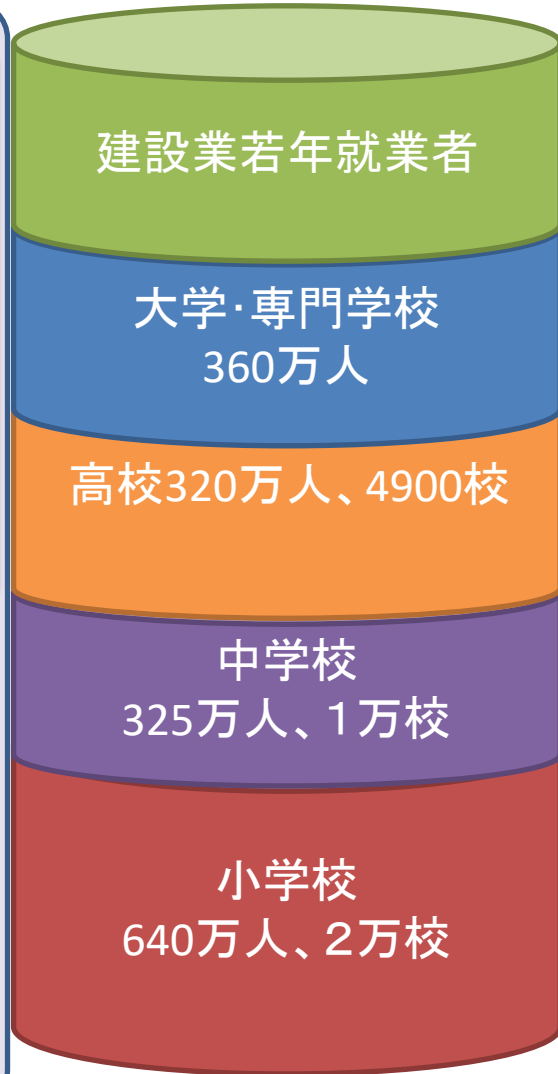 建設業若年就業者
大学･専門学校
360万人
高校320万人、4900校
中学校
325万人、１万校
小学校
640万人、２万校